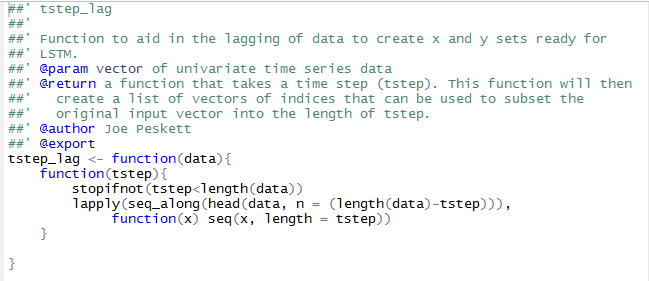 ##' tstep_lag
##'
##' Function to aid in the lagging of data to create x and y sets ready for
##' LSTM.
##' @param vector of univariate time series data
##' @return a function that takes a time step (tstep). This function will then
##'   create a list of vectors of indices that can be used to subset the
##'   original input vector into the length of tstep.
##' @author Joe Peskett
##' @export
tstep_lag <- function(data){
    function(tstep){
        stopifnot(tstep<length(data))
        lapply(seq_along(head(data, n = (length(data)-tstep))),
             function(x) seq(x, length = tstep))
    }

}